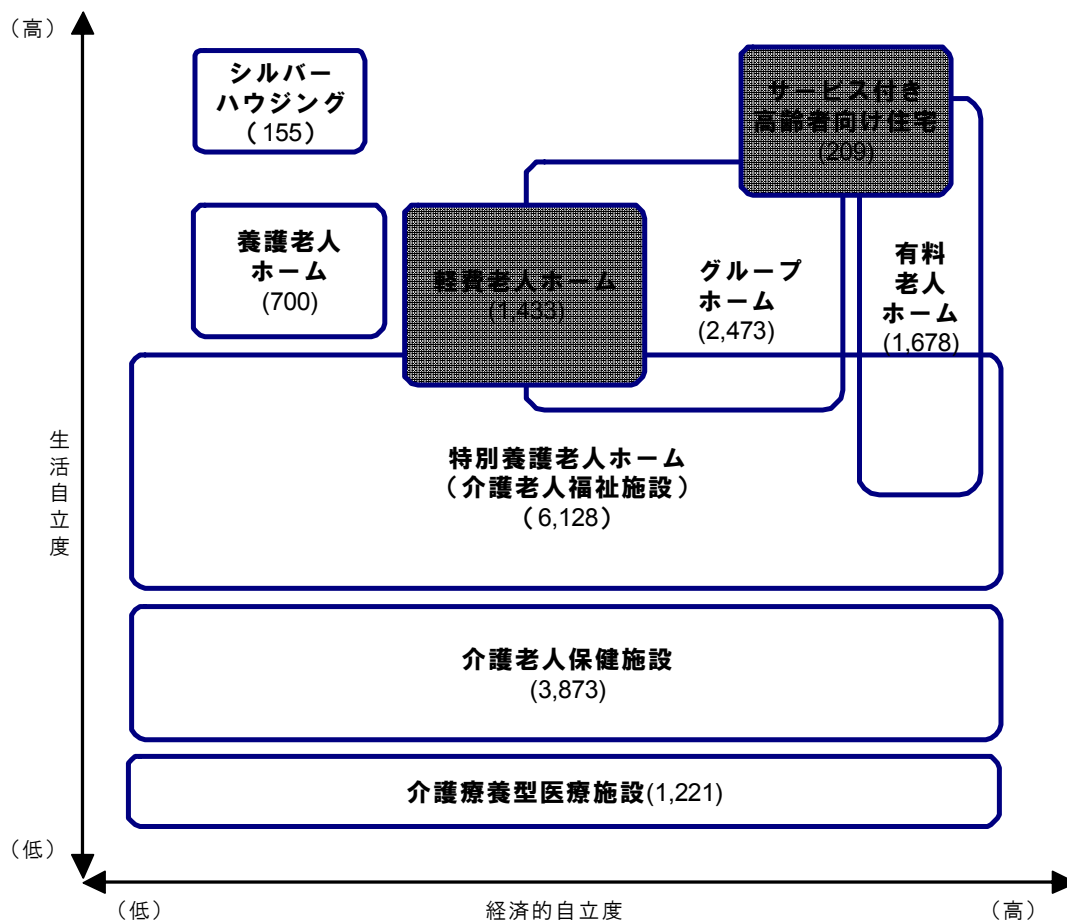 （高）
シルバー
ハウジング
（155）
サービス付き
高齢者向け住宅
(209)
養護老人
ホーム
(700)
軽費老人ホーム
(1,433)
グループ
ホーム
(2,473)
有料
老人
ホーム
(1,678)
生活自立度
特別養護老人ホーム
（介護老人福祉施設）
（6,128）
介護老人保健施設
(3,873)
介護療養型医療施設(1,221)
（低）
（低）
経済的自立度
（高）